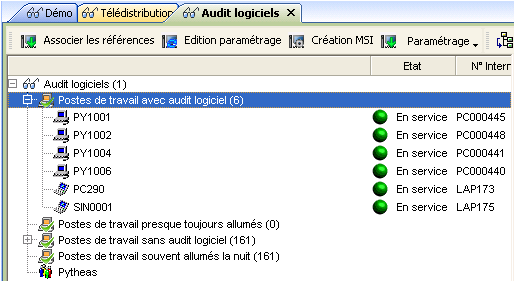 Démo Télédistribution Audit logiciels
Associer les références Edition paramétrage Création MSI Paramétrage
Etat N° Intern
Audit logiciels (1)
Postes de travail avec audit logiciel (6)
PY1001 En service PC000445
PY1002 En service PC000448
PY1004 En service PC000441
PY1006 En service PC000440
PC290 En service LAP173
SIN0001 En service LAP175
Postes de travail presque toujours allumés (0)
Postes de travail sans audit logiciel (161)
Postes de travail souvent allumés la nuit (161)
Pytheas